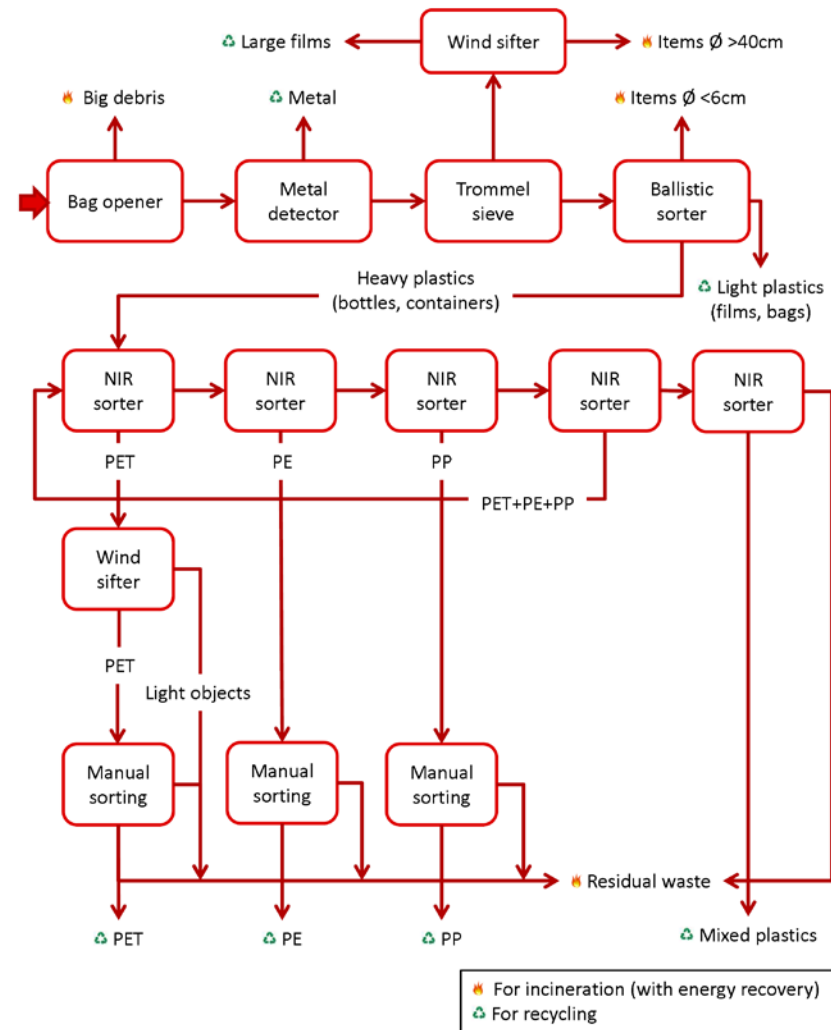 Large films
Wind sifter
Items Ø >40cm
Big debris
Metal
Items Ø <6cm
Bag opener
Metal
detector
Trommel
sieve
Ballistic
sorter
Heavy plastics
(bottles, containers)
Light plastics
(films, bags)
NIR
sorter
NIR
sorter
NIR
sorter
NIR
sorter
NIR
sorter
PET
PE
PP
PET+PE+PP
Wind
sifter
PET
Light objects
Manual
sorting
Manual
sorting
Manual
sorting
Residual waste
PET
PE
PP
Mixed plastics
For incineration (with energy recovery)
For recycling